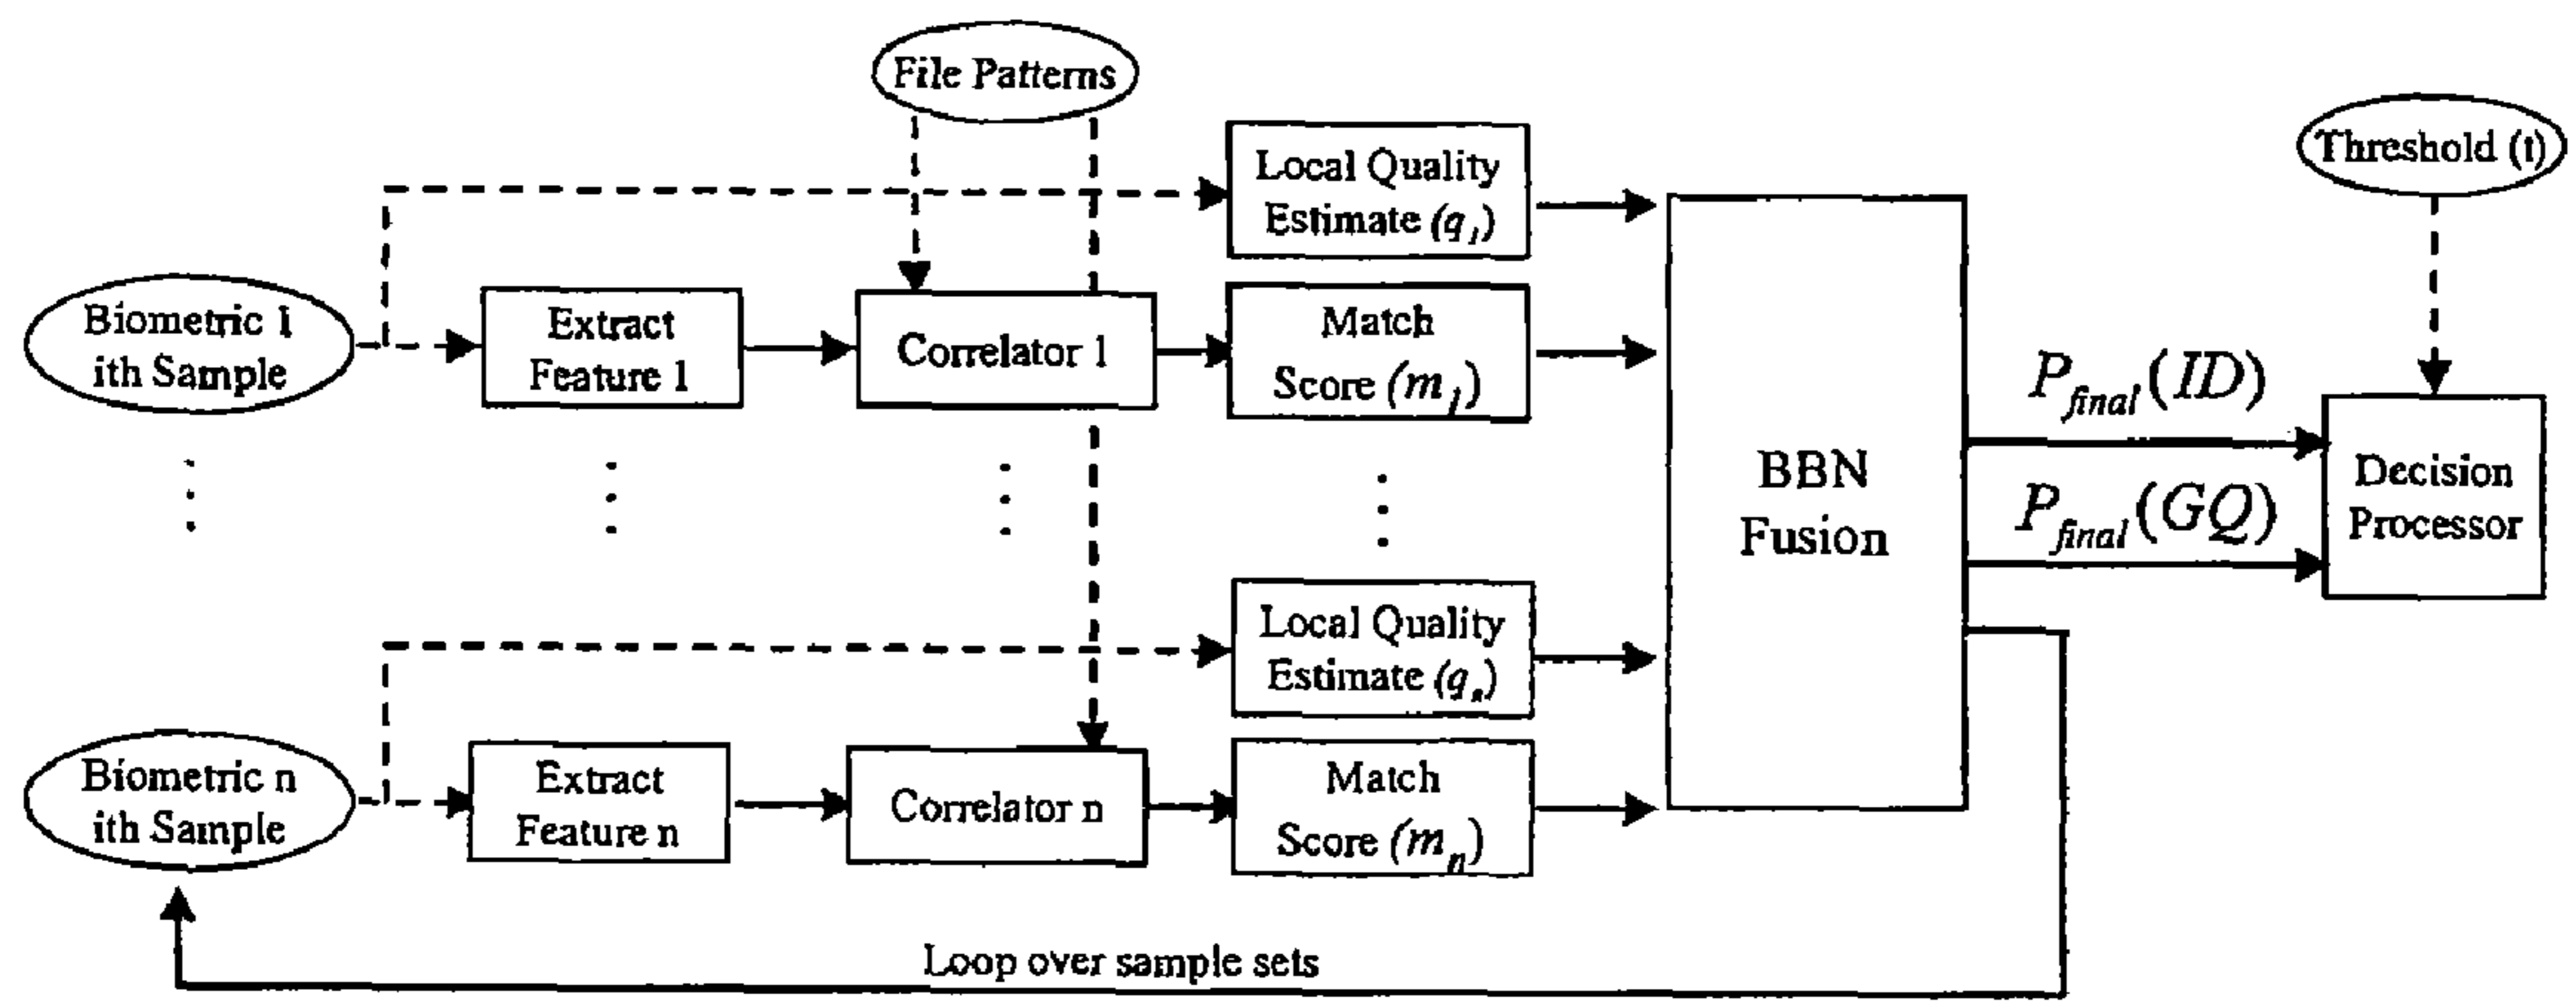 File Patterns
Threshold (t)
Local Quality
Estimate (q₁)
Biometric 1
ith Sample
Extract
Feature 1
Correlator 1
Match
Score (m₁)
BBN
Fusion
P_final(ID)
P_final(GQ)
Decision
Processor
Local Quality
Estimate (qₙ)
Biometric n
ith Sample
Extract
Feature n
Correlator n
Match
Score (mₙ)
Loop over sample sets